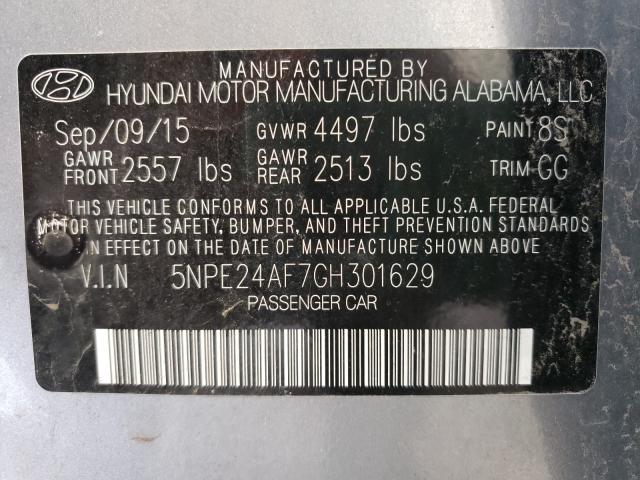 MANUFACTURED BY
HYUNDAI MOTOR MANUFACTURING ALABAMA, LLC
Sep/09/15 GVWR 4497 lbs PAINT 8S
GAWR FRONT 2557 lbs GAWR REAR 2513 lbs TRIM GG
THIS VEHICLE CONFORMS TO ALL APPLICABLE U.S.A. FEDERAL
MOTOR VEHICLE SAFETY, BUMPER, AND THEFT PREVENTION STANDARDS
IN EFFECT ON THE DATE OF MANUFACTURE SHOWN ABOVE
V.I.N 5NPE24AF7GH301629
PASSENGER CAR